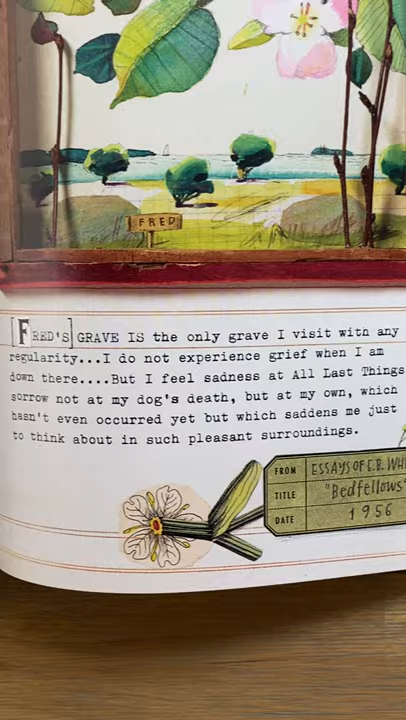 FRED
[FRED'S] GRAVE IS the only grave I visit with any
regularity...I do not experience grief when I am
down there....But I feel sadness at All Last Things,
sorrow not at my dog's death, but at my own, which
hasn't even occurred yet but which saddens me just
to think about in such pleasant surroundings.
FROM ESSAYS OF E.B. WHI
TITLE "Bedfellows"
DATE 1956